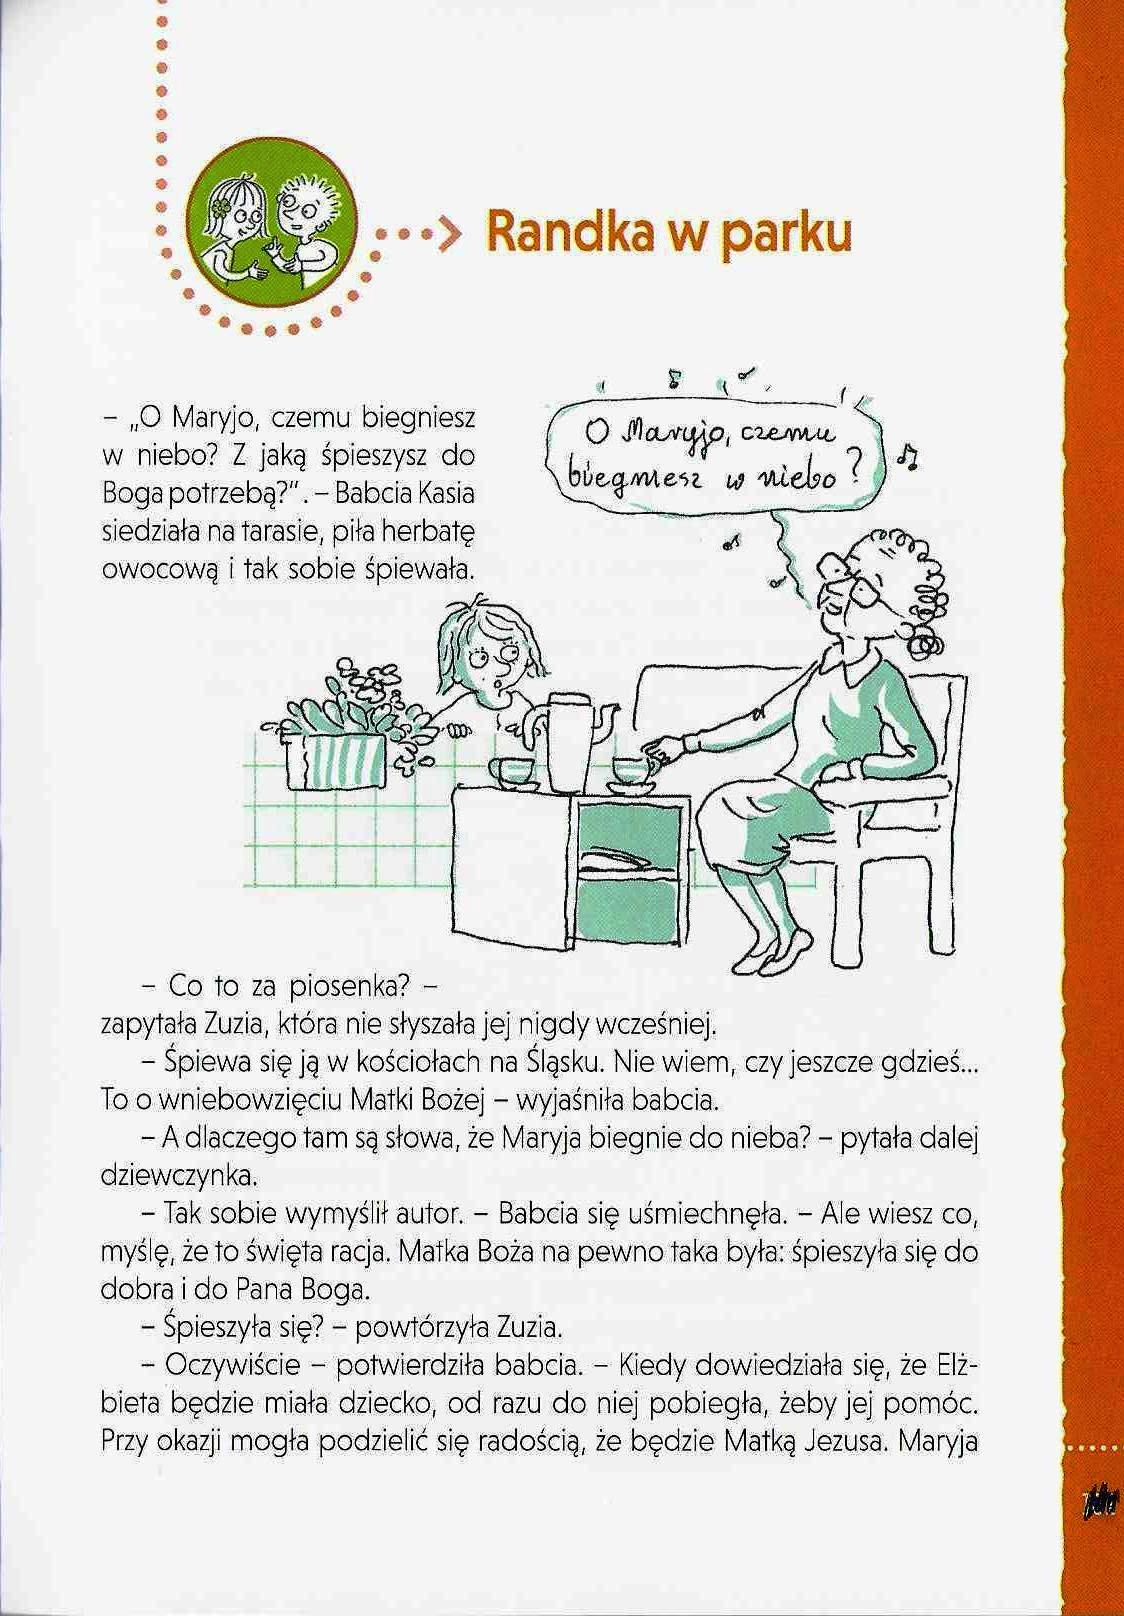 Randka w parku
– „O Maryjo, czemu biegniesz
w niebo? Z jaką śpieszysz do
Boga potrzebą?". – Babcia Kasia
siedziała na tarasie, piła herbatę
owocową i tak sobie śpiewała.
O Maryjo, czemu
biegniesz w niebo ?
– Co to za piosenka? –
zapytała Zuzia, która nie słyszała jej nigdy wcześniej.
– Śpiewa się ją w kościołach na Śląsku. Nie wiem, czy jeszcze gdzieś...
To o wniebowzięciu Matki Bożej – wyjaśniła babcia.
– A dlaczego tam są słowa, że Maryja biegnie do nieba? – pytała dalej
dziewczynka.
– Tak sobie wymyślił autor. – Babcia się uśmiechnęła. – Ale wiesz co,
myślę, że to święta racja. Matka Boża na pewno taka była: śpieszyła się do
dobra i do Pana Boga.
– Śpieszyła się? – powtórzyła Zuzia.
– Oczywiście – potwierdziła babcia. – Kiedy dowiedziała się, że Elż-
bieta będzie miała dziecko, od razu do niej pobiegła, żeby jej pomóc.
Przy okazji mogła podzielić się radością, że będzie Matką Jezusa. Maryja